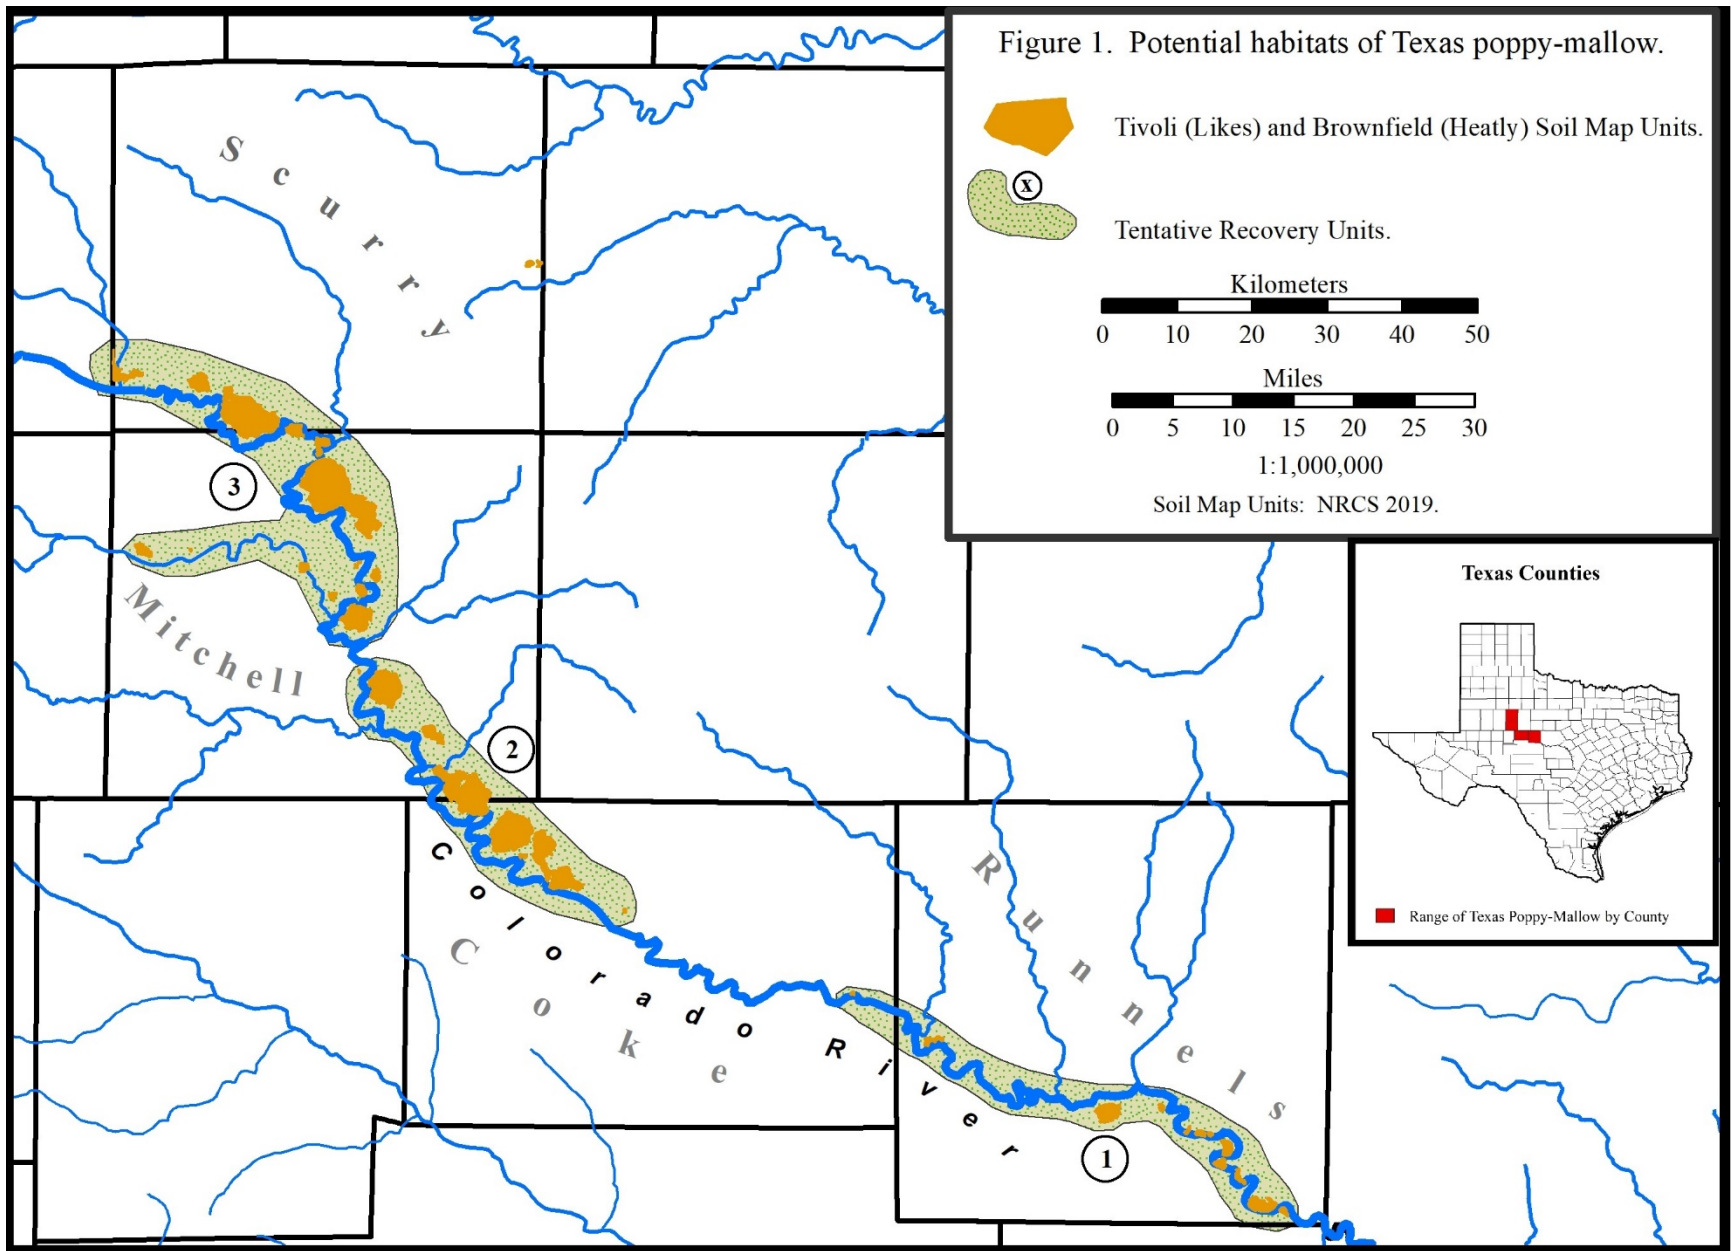 Figure 1. Potential habitats of Texas poppy-mallow.
Tivoli (Likes) and Brownfield (Heatly) Soil Map Units.
x
Tentative Recovery Units.
Kilometers
0 10 20 30 40 50
Miles
0 5 10 15 20 25 30
1:1,000,000
Soil Map Units: NRCS 2019.
Texas Counties
Range of Texas Poppy-Mallow by County
Scurry
3
Mitchell
2
Colorado River
Coke
Runnels
1